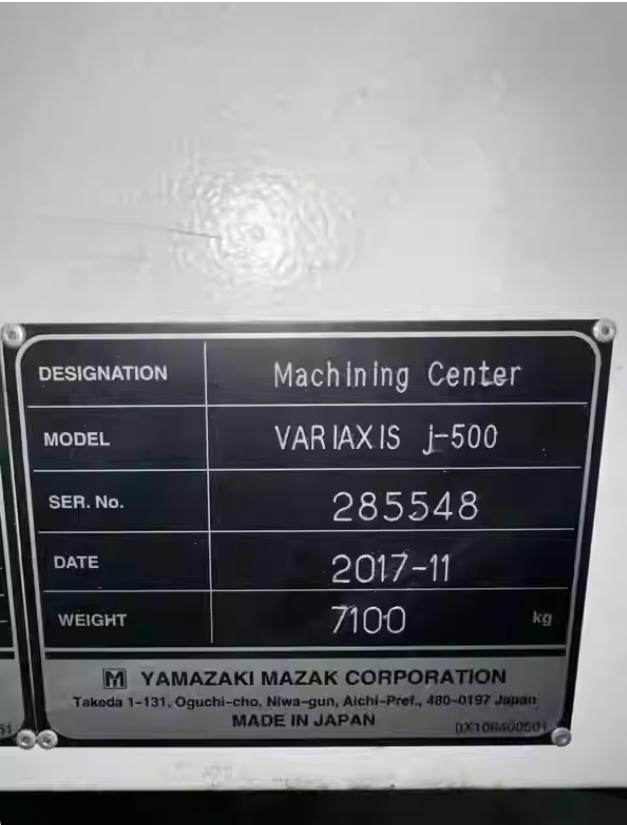 DESIGNATION Machining Center
MODEL VARIAXIS j-500
SER. No. 285548
DATE 2017-11
WEIGHT 7100 kg
M YAMAZAKI MAZAK CORPORATION
Takeda 1-131, Oguchi-cho, Niwa-gun, Aichi-Pref., 480-0197 Japan
MADE IN JAPAN